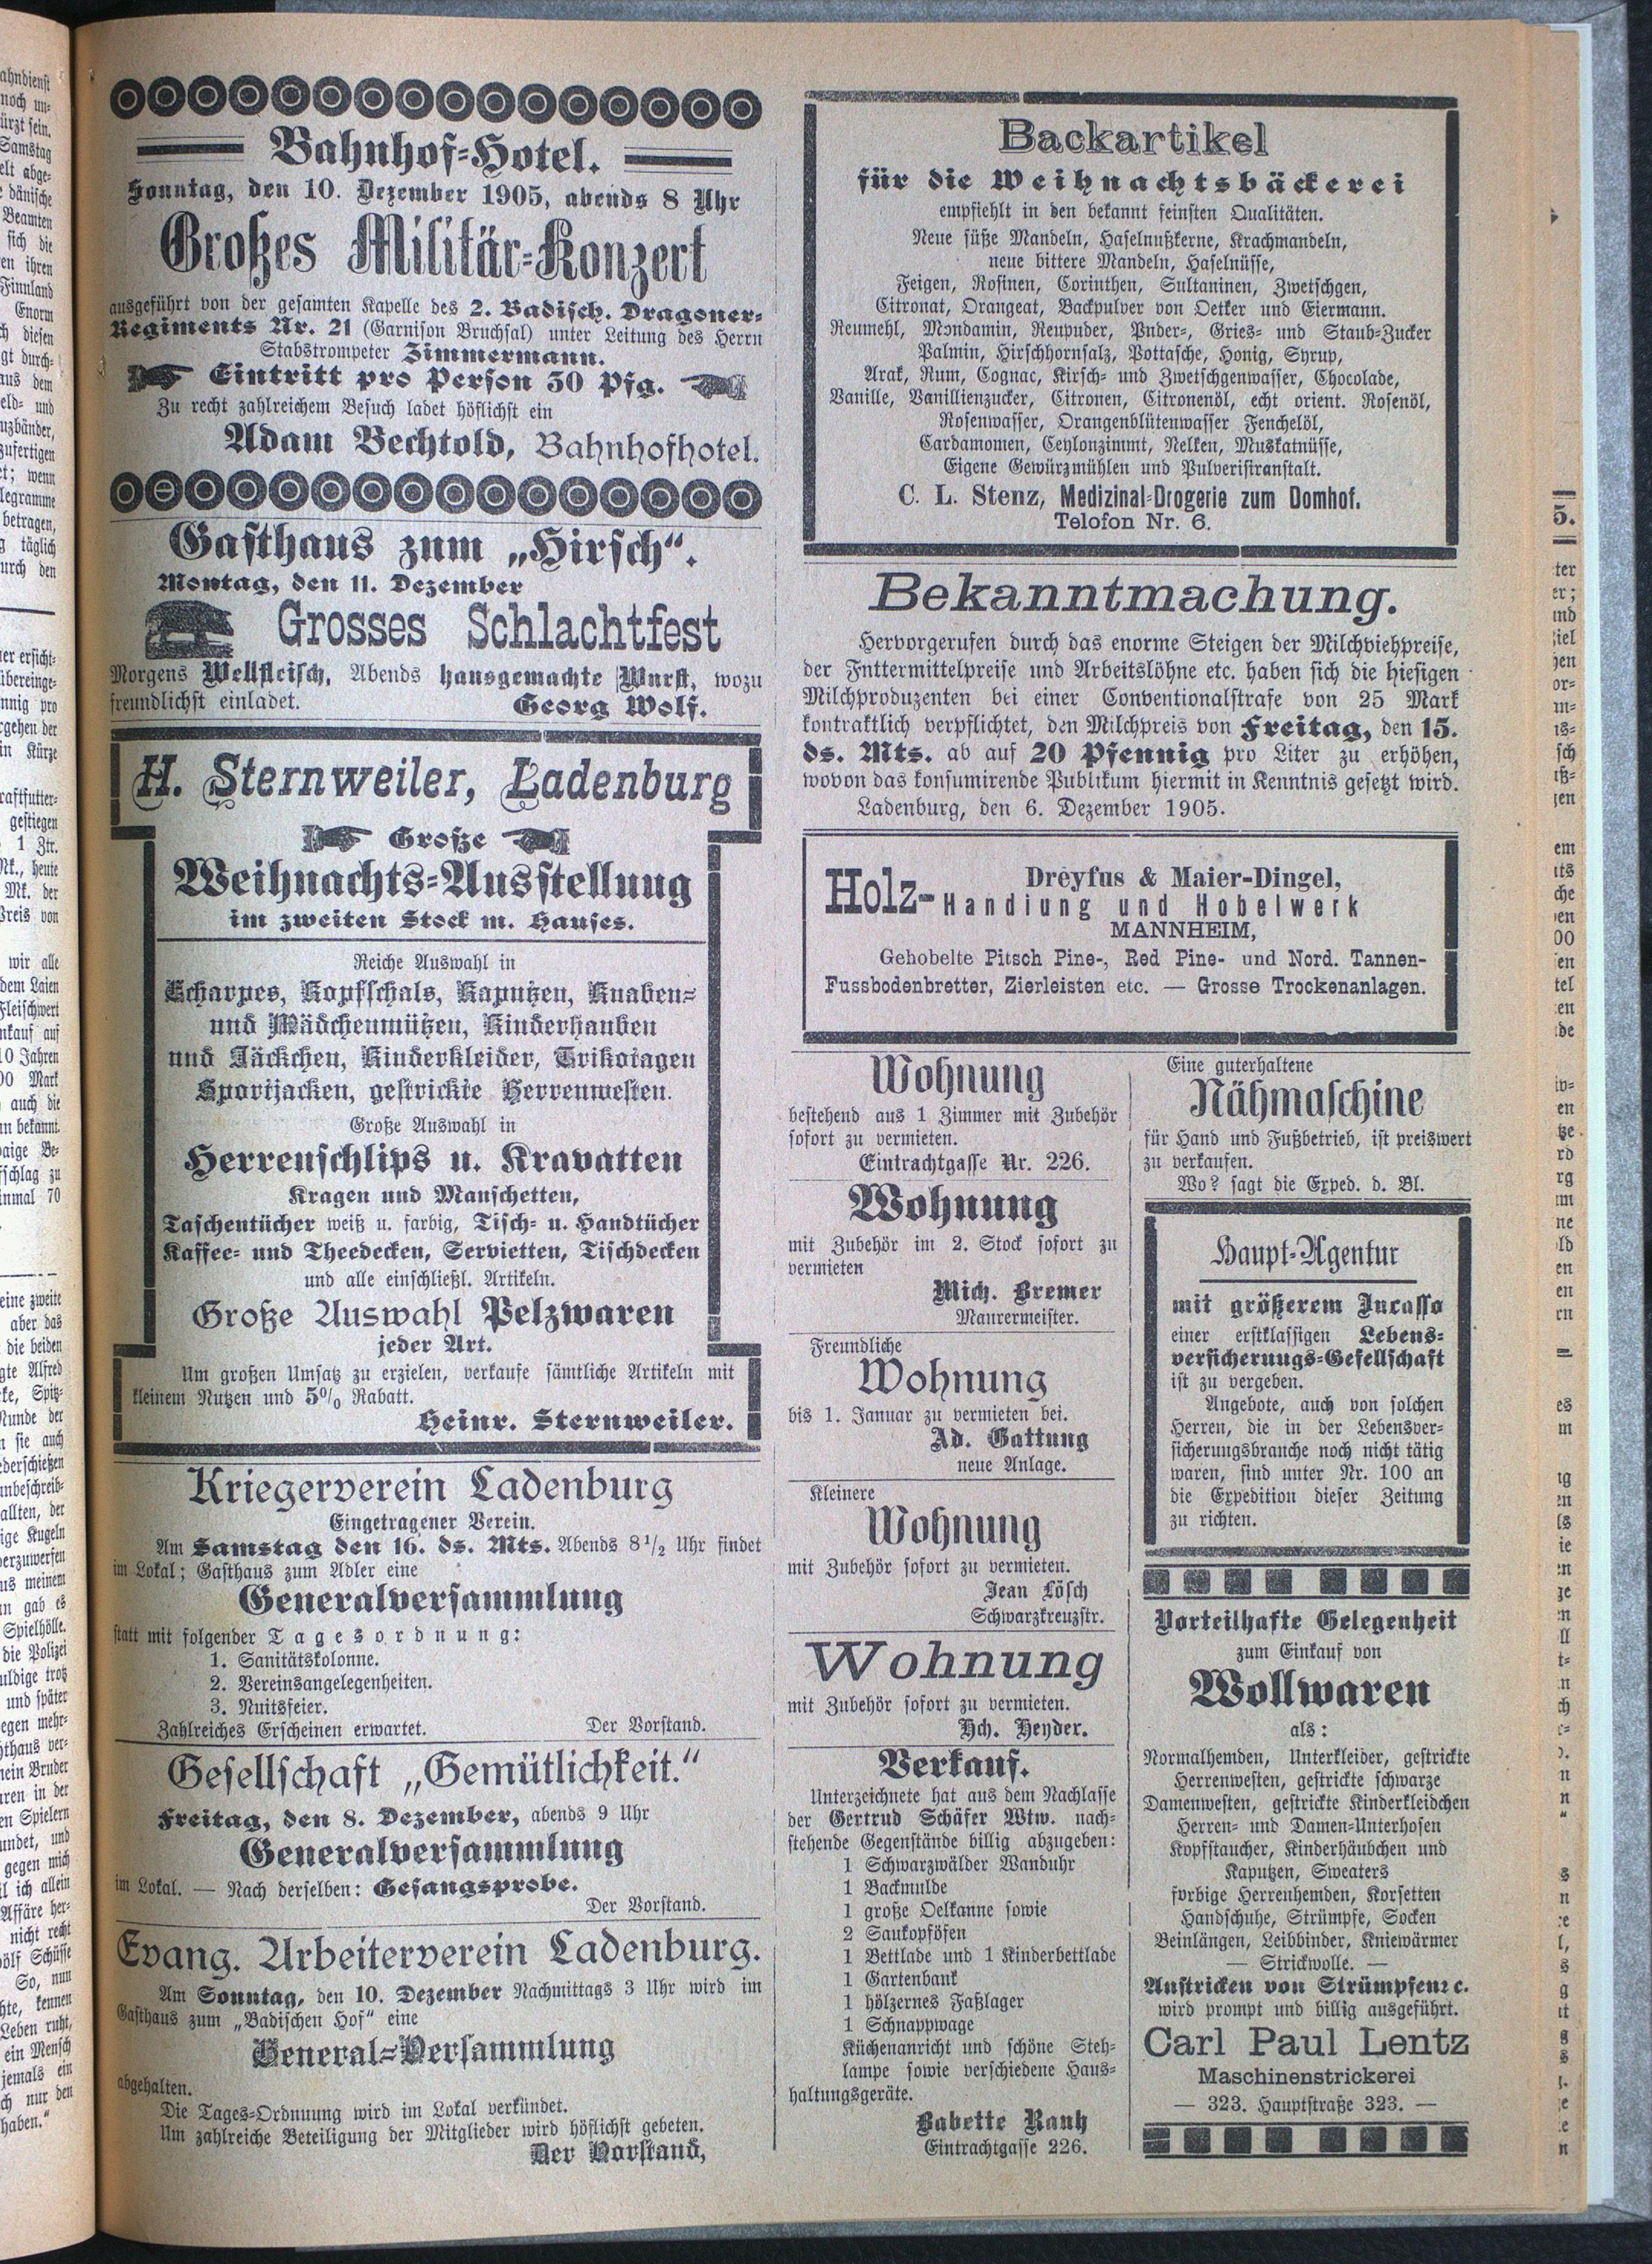 Bahnhof-Hotel.
Sonntag, den 10. Dezember 1905, abends 8 Uhr
Großes Militär-Konzert
ausgeführt von der gesamten Kapelle des 2. Badisch. Dragoner-
Regiments Nr. 21 (Garnison Bruchsal) unter Leitung des Herrn
Stabstrompeter Zimmermann.
Eintritt pro Person 50 Pfg.
Zu recht zahlreichem Besuch ladet höflichst ein
Adam Bechtold, Bahnhofhotel.
Gasthaus zum „Hirsch“.
Montag, den 11. Dezember
Grosses Schlachtfest
Morgens Wellfleisch, Abends hausgemachte Wurst, wozu
freundlichst einladet.
Georg Wolf.
H. Sternweiler, Ladenburg
Große
Weihnachts-Ausstellung
im zweiten Stock m. Hauses.
Reiche Auswahl in
Echarpes, Kopfschals, Kaputzen, Knaben-
und Mädchenmützen, Kinderhauben
und Jäckchen, Kinderkleider, Trikotagen
Sportjacken, gestrickte Herrenwesten.
Große Auswahl in
Herrenschlips u. Kravatten
Kragen und Manschetten,
Taschentücher weiß u. farbig, Tisch- u. Handtücher
Kaffee- und Theedecken, Servietten, Tischdecken
und alle einschließl. Artikeln.
Große Auswahl Pelzwaren
jeder Art.
Um großen Umsatz zu erzielen, verkaufe sämtliche Artikeln mit
kleinem Nutzen und 5% Rabatt.
Heinr. Sternweiler.
Kriegerverein Ladenburg
Eingetragener Verein.
Am Samstag den 16. ds. Mts. Abends 8½ Uhr findet
im Lokal; Gasthaus zum Adler eine
Generalversammlung
statt mit folgender Tagesordnung:
1. Sanitätskolonne.
2. Vereinsangelegenheiten.
3. Nuitsfeier.
Zahlreiches Erscheinen erwartet. Der Vorstand.
Gesellschaft „Gemütlichkeit.“
Freitag, den 8. Dezember, abends 9 Uhr
Generalversammlung
im Lokal. — Nach derselben: Gesangsprobe.
Der Vorstand.
Evang. Arbeiterverein Ladenburg.
Am Sonntag, den 10. Dezember Nachmittags 3 Uhr wird im
Gasthaus zum „Badischen Hof“ eine
General-Versammlung
abgehalten.
Die Tages-Ordnuung wird im Lokal verkündet.
Um zahlreiche Beteiligung der Mitglieder wird höflichst gebeten.
Der Vorstand,
Backartikel
für die Weihnachtsbäckerei
empfiehlt in den bekannt feinsten Qualitäten.
Neue süße Mandeln, Haselnußkerne, Krachmandeln,
neue bittere Mandeln, Haselnüsse,
Feigen, Rosinen, Corinthen, Sultaninen, Zwetschgen,
Citronat, Orangeat, Backpulver von Oetker und Eiermann.
Neumehl, Mondamin, Neupuder, Pnder-, Gries- und Staub-Zucker
Palmin, Hirschhornsalz, Pottasche, Honig, Syrup,
Arak, Rum, Cognac, Kirsch- und Zwetschgenwasser, Chocolade,
Vanille, Vanillienzucker, Citronen, Citronenöl, echt orient. Rosenöl,
Rosenwasser, Orangenblütenwasser Fenchelöl,
Cardamomen, Ceylonzimmt, Nelken, Muskatnüsse,
Eigene Gewürzmühlen und Pulverisiranstalt.
C. L. Stenz, Medizinal-Drogerie zum Domhof.
Telofon Nr. 6.
Bekanntmachung.
Hervorgerufen durch das enorme Steigen der Milchviehpreise,
der Fnttermittelpreise und Arbeitslöhne etc. haben sich die hiesigen
Milchproduzenten bei einer Conventionalstrafe von 25 Mark
kontraktlich verpflichtet, den Milchpreis von Freitag, den 15.
ds. Mts. ab auf 20 Pfennig pro Liter zu erhöhen,
wovon das konsumirende Publikum hiermit in Kenntnis gesetzt wird.
Ladenburg, den 6. Dezember 1905.
Dreyfus & Maier-Dingel,
Holz-Handlung und Hobelwerk
MANNHEIM,
Gehobelte Pitsch Pine-, Red Pine- und Nord. Tannen-
Fussbodenbretter, Zierleisten etc. — Grosse Trockenanlagen.
Wohnung
bestehend aus 1 Zimmer mit Zubehör
sofort zu vermieten.
Eintrachtgasse Nr. 226.
Wohnung
mit Zubehör im 2. Stock sofort zu
vermieten
Mich. Bremer
Maurermeister.
Freundliche
Wohnung
bis 1. Januar zu vermieten bei.
Ad. Gattung
neue Anlage.
Kleinere
Wohnung
mit Zubehör sofort zu vermieten.
Jean Lösch
Schwarzkreuzstr.
Wohnung
mit Zubehör sofort zu vermieten.
Hch. Heyder.
Verkauf.
Unterzeichnete hat aus dem Nachlasse
der Gertrud Schäfer Wtw. nach-
stehende Gegenstände billig abzugeben:
1 Schwarzwälder Wanduhr
1 Backmulde
1 große Oelkanne sowie
2 Saukopföfen
1 Bettlade und 1 Kinderbettlade
1 Gartenbank
1 hölzernes Faßlager
1 Schnappwage
Küchenanricht und schöne Steh-
lampe sowie verschiedene Haus-
haltungsgeräte.
Babette Rauh
Eintrachtgasse 226.
Eine guterhaltene
Nähmaschine
für Hand und Fußbetrieb, ist preiswert
zu verkaufen.
Wo? sagt die Exped. d. Bl.
Haupt-Agentur
mit größerem Incasso
einer erstklassigen Lebens-
versicherungs-Gesellschaft
ist zu vergeben.
Angebote, auch von solchen
Herren, die in der Lebensver-
sicherungsbranche noch nicht tätig
waren, sind unter Nr. 100 an
die Expedition dieser Zeitung
zu richten.
Vorteilhafte Gelegenheit
zum Einkauf von
Wollwaren
als:
Normalhemden, Unterkleider, gestrickte
Herrenwesten, gestrickte schwarze
Damenwesten, gestrickte Kinderkleidchen
Herren- und Damen-Unterhosen
Kopfstaucher, Kinderhäubchen und
Kaputzen, Sweaters
farbige Herrenhemden, Korsetten
Handschuhe, Strümpfe, Socken
Beinlängen, Leibbinder, Kniewärmer
— Strickwolle. —
Anstricken von Strümpfen ꝛc.
wird prompt und billig ausgeführt.
Carl Paul Lentz
Maschinenstrickerei
— 323. Hauptstraße 323. —